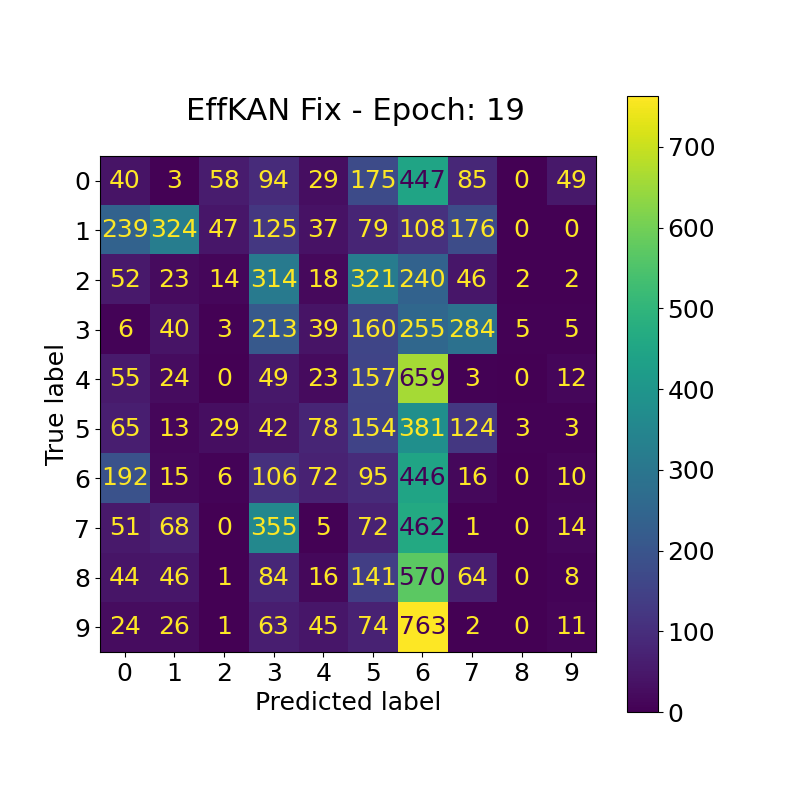 EffKAN Fix - Epoch: 19
0 40 3 58 94 29 175 447 85 0 49
1 239 324 47 125 37 79 108 176 0 0
2 52 23 14 314 18 321 240 46 2 2
3 6 40 3 213 39 160 255 284 5 5
4 55 24 0 49 23 157 659 3 0 12
5 65 13 29 42 78 154 381 124 3 3
6 192 15 6 106 72 95 446 16 0 10
7 51 68 0 355 5 72 462 1 0 14
8 44 46 1 84 16 141 570 64 0 8
9 24 26 1 63 45 74 763 2 0 11
0 1 2 3 4 5 6 7 8 9
Predicted label
True label
700
600
500
400
300
200
100
0